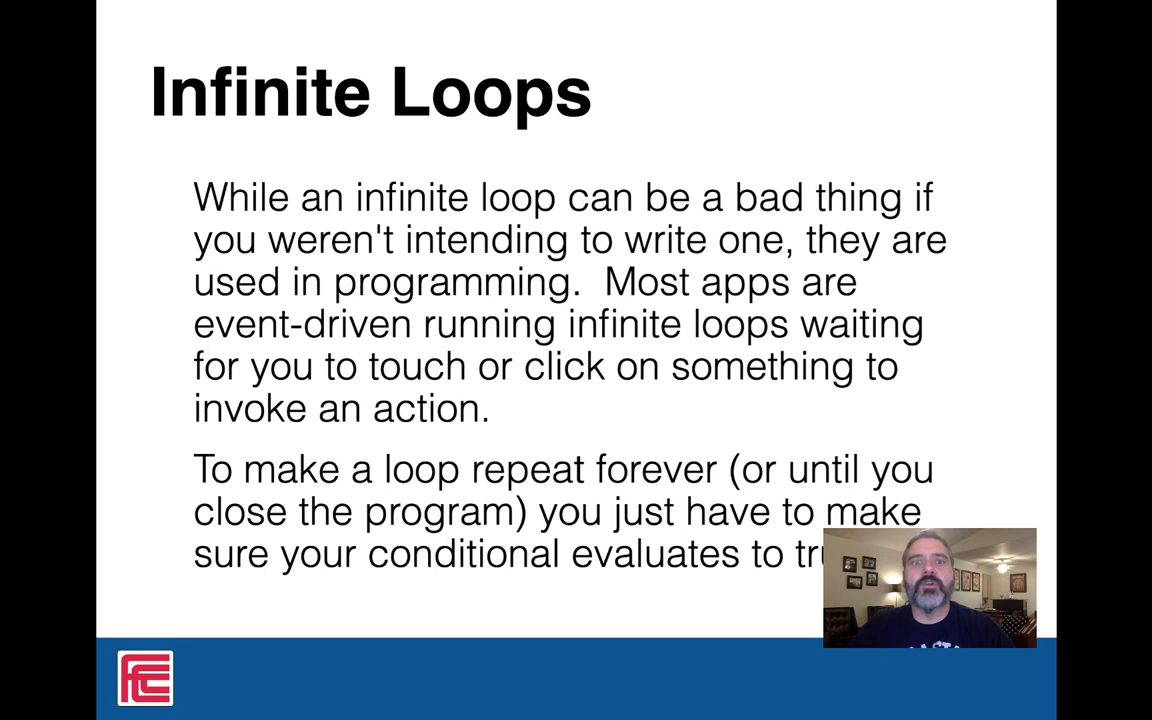 Infinite Loops
While an infinite loop can be a bad thing if
you weren't intending to write one, they are
used in programming.  Most apps are
event-driven running infinite loops waiting
for you to touch or click on something to
invoke an action.
To make a loop repeat forever (or until you
close the program) you just have to make
sure your conditional evaluates to
FCC